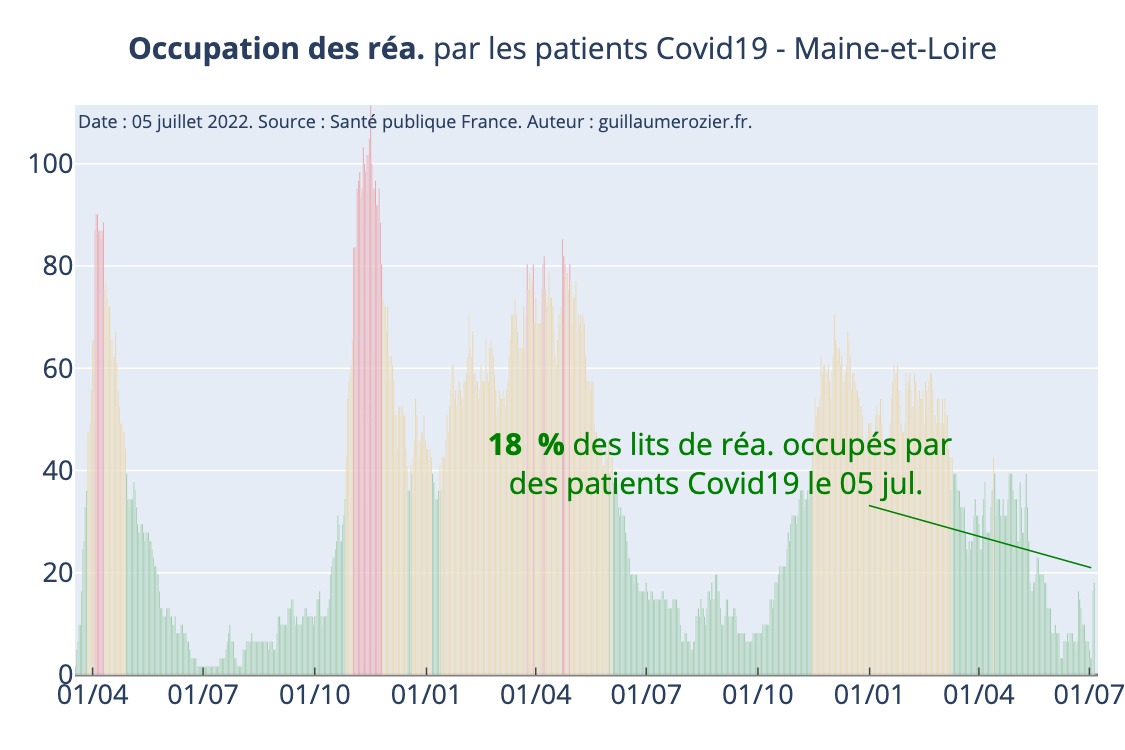 Occupation des réa. par les patients Covid19 - Maine-et-Loire
Date : 05 juillet 2022. Source : Santé publique France. Auteur : guillaumerozier.fr.
100
80
60
18 % des lits de réa. occupés par
des patients Covid19 le 05 jul.
40
20
0
01/04 01/07 01/10 01/01 01/04 01/07 01/10 01/01 01/04 01/07